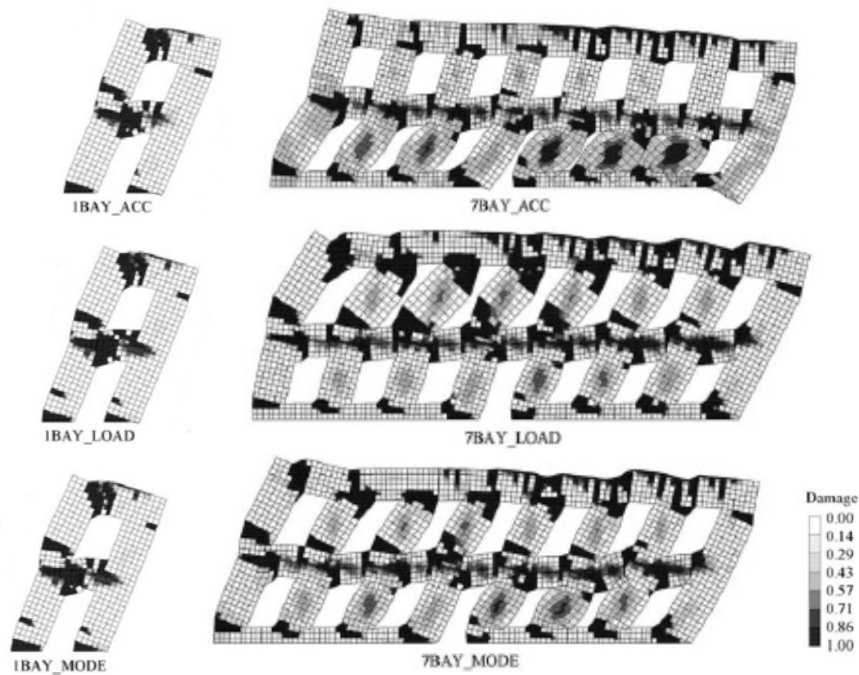 1BAY_ACC
7BAY_ACC
1BAY_LOAD
7BAY_LOAD
1BAY_MODE
7BAY_MODE
Damage
0.00
0.14
0.29
0.43
0.57
0.71
0.86
1.00